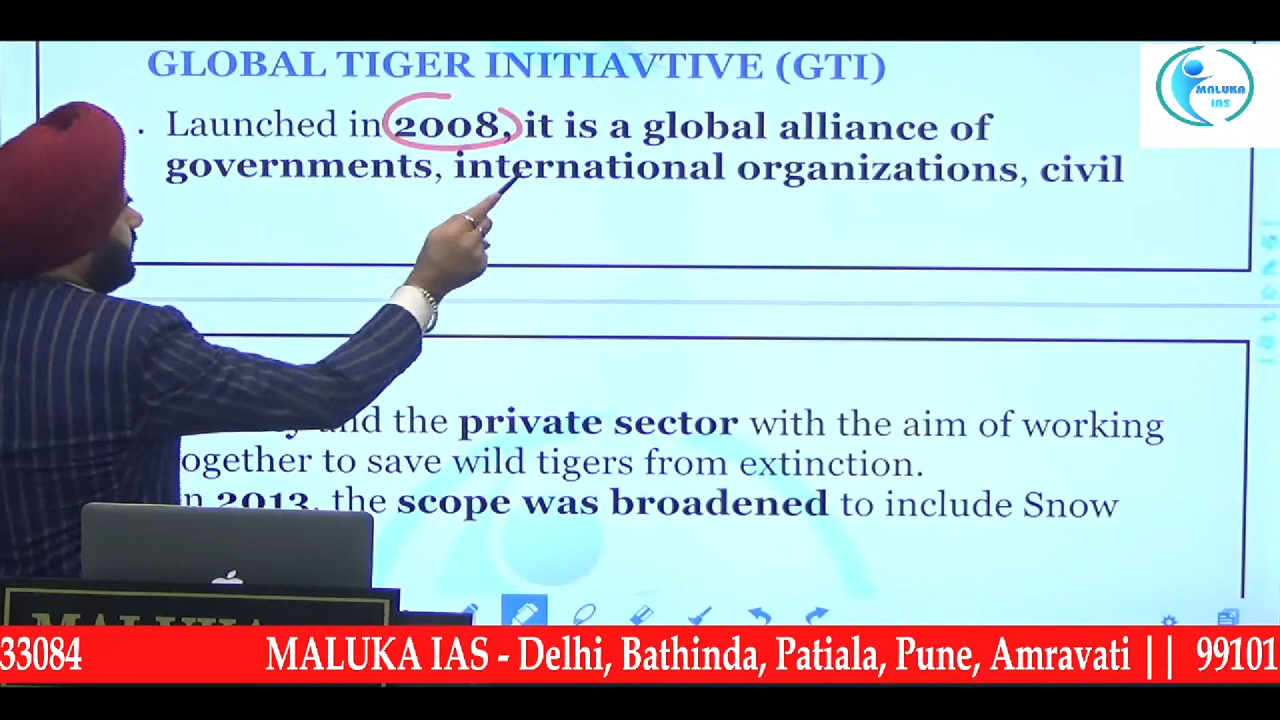 GLOBAL TIGER INITIAVTIVE (GTI)
MALUKA
IAS
. Launched in 2008, it is a global alliance of
governments, international organizations, civil
and the private sector with the aim of working
ogether to save wild tigers from extinction.
n 2013, the scope was broadened to include Snow
MALUKA
33084 MALUKA IAS - Delhi, Bathinda, Patiala, Pune, Amravati || 99101